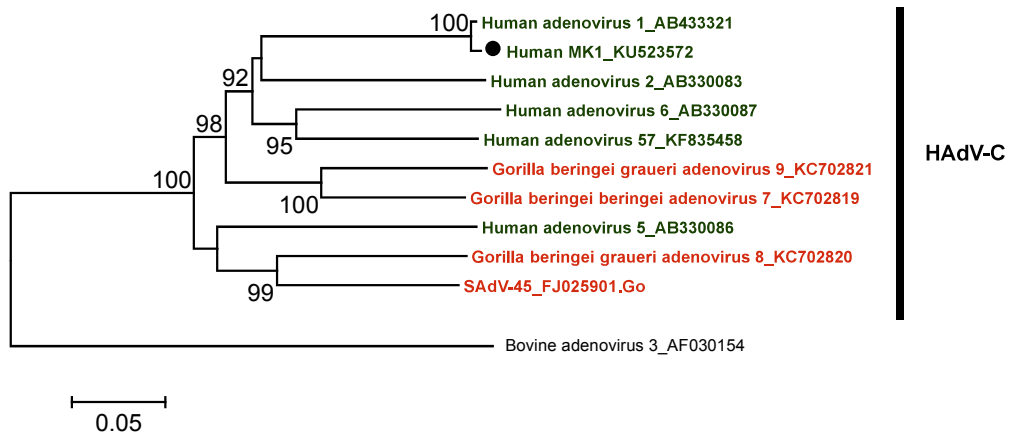 100
Human adenovirus 1_AB433321
Human MK1_KU523572
92
Human adenovirus 2_AB330083
Human adenovirus 6_AB330087
98
95
Human adenovirus 57_KF835458
HAdV-C
Gorilla beringei graueri adenovirus 9_KC702821
100
100
Gorilla beringei beringei adenovirus 7_KC702819
Human adenovirus 5_AB330086
Gorilla beringei graueri adenovirus 8_KC702820
99
SAdV-45_FJ025901.Go
Bovine adenovirus 3_AF030154
0.05